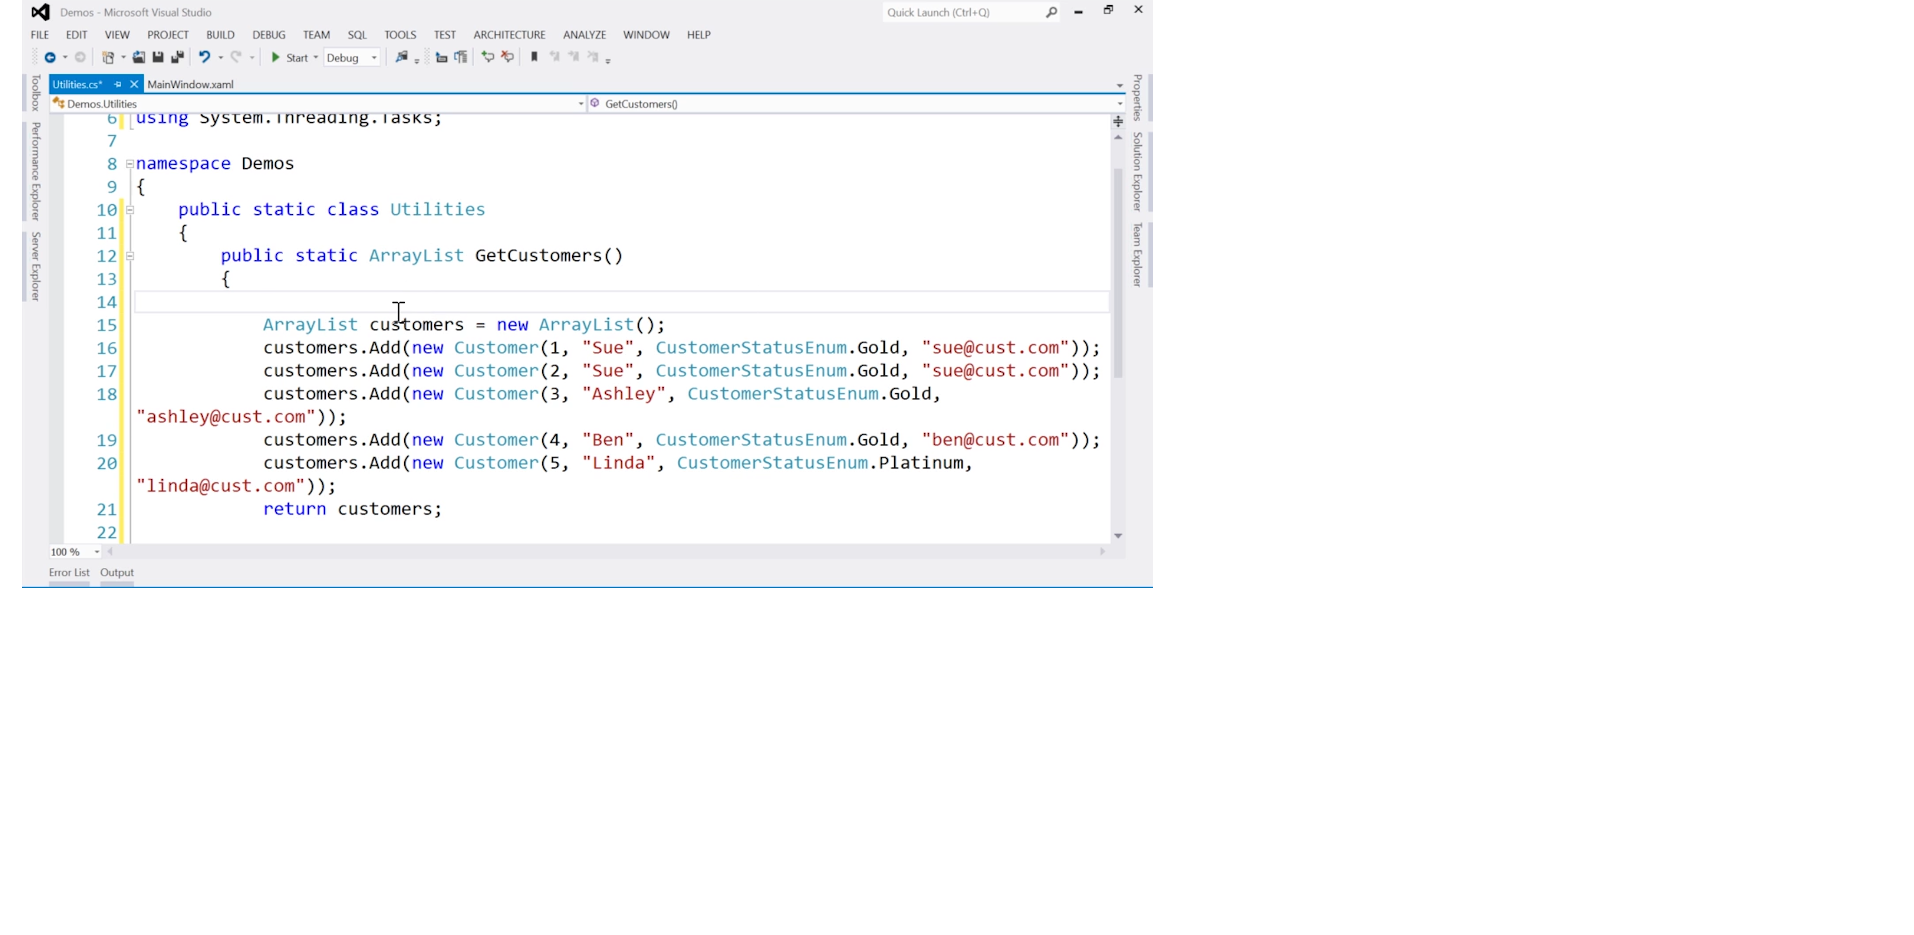 Demos - Microsoft Visual Studio
Quick Launch (Ctrl+Q)
FILE EDIT VIEW PROJECT BUILD DEBUG TEAM SQL TOOLS TEST ARCHITECTURE ANALYZE WINDOW HELP
Start Debug
Utilities.cs* MainWindow.xaml
Demos.Utilities GetCustomers()
Toolbox
Performance Explorer
Server Explorer
Properties
Solution Explorer
Team Explorer
6 using System.Threading.Tasks;
7
8 namespace Demos
9 {
10 public static class Utilities
11 {
12 public static ArrayList GetCustomers()
13 {
14
15 ArrayList customers = new ArrayList();
16 customers.Add(new Customer(1, "Sue", CustomerStatusEnum.Gold, "sue@cust.com"));
17 customers.Add(new Customer(2, "Sue", CustomerStatusEnum.Gold, "sue@cust.com"));
18 customers.Add(new Customer(3, "Ashley", CustomerStatusEnum.Gold,
"ashley@cust.com"));
19 customers.Add(new Customer(4, "Ben", CustomerStatusEnum.Gold, "ben@cust.com"));
20 customers.Add(new Customer(5, "Linda", CustomerStatusEnum.Platinum,
"linda@cust.com"));
21 return customers;
22
100 %
Error List Output